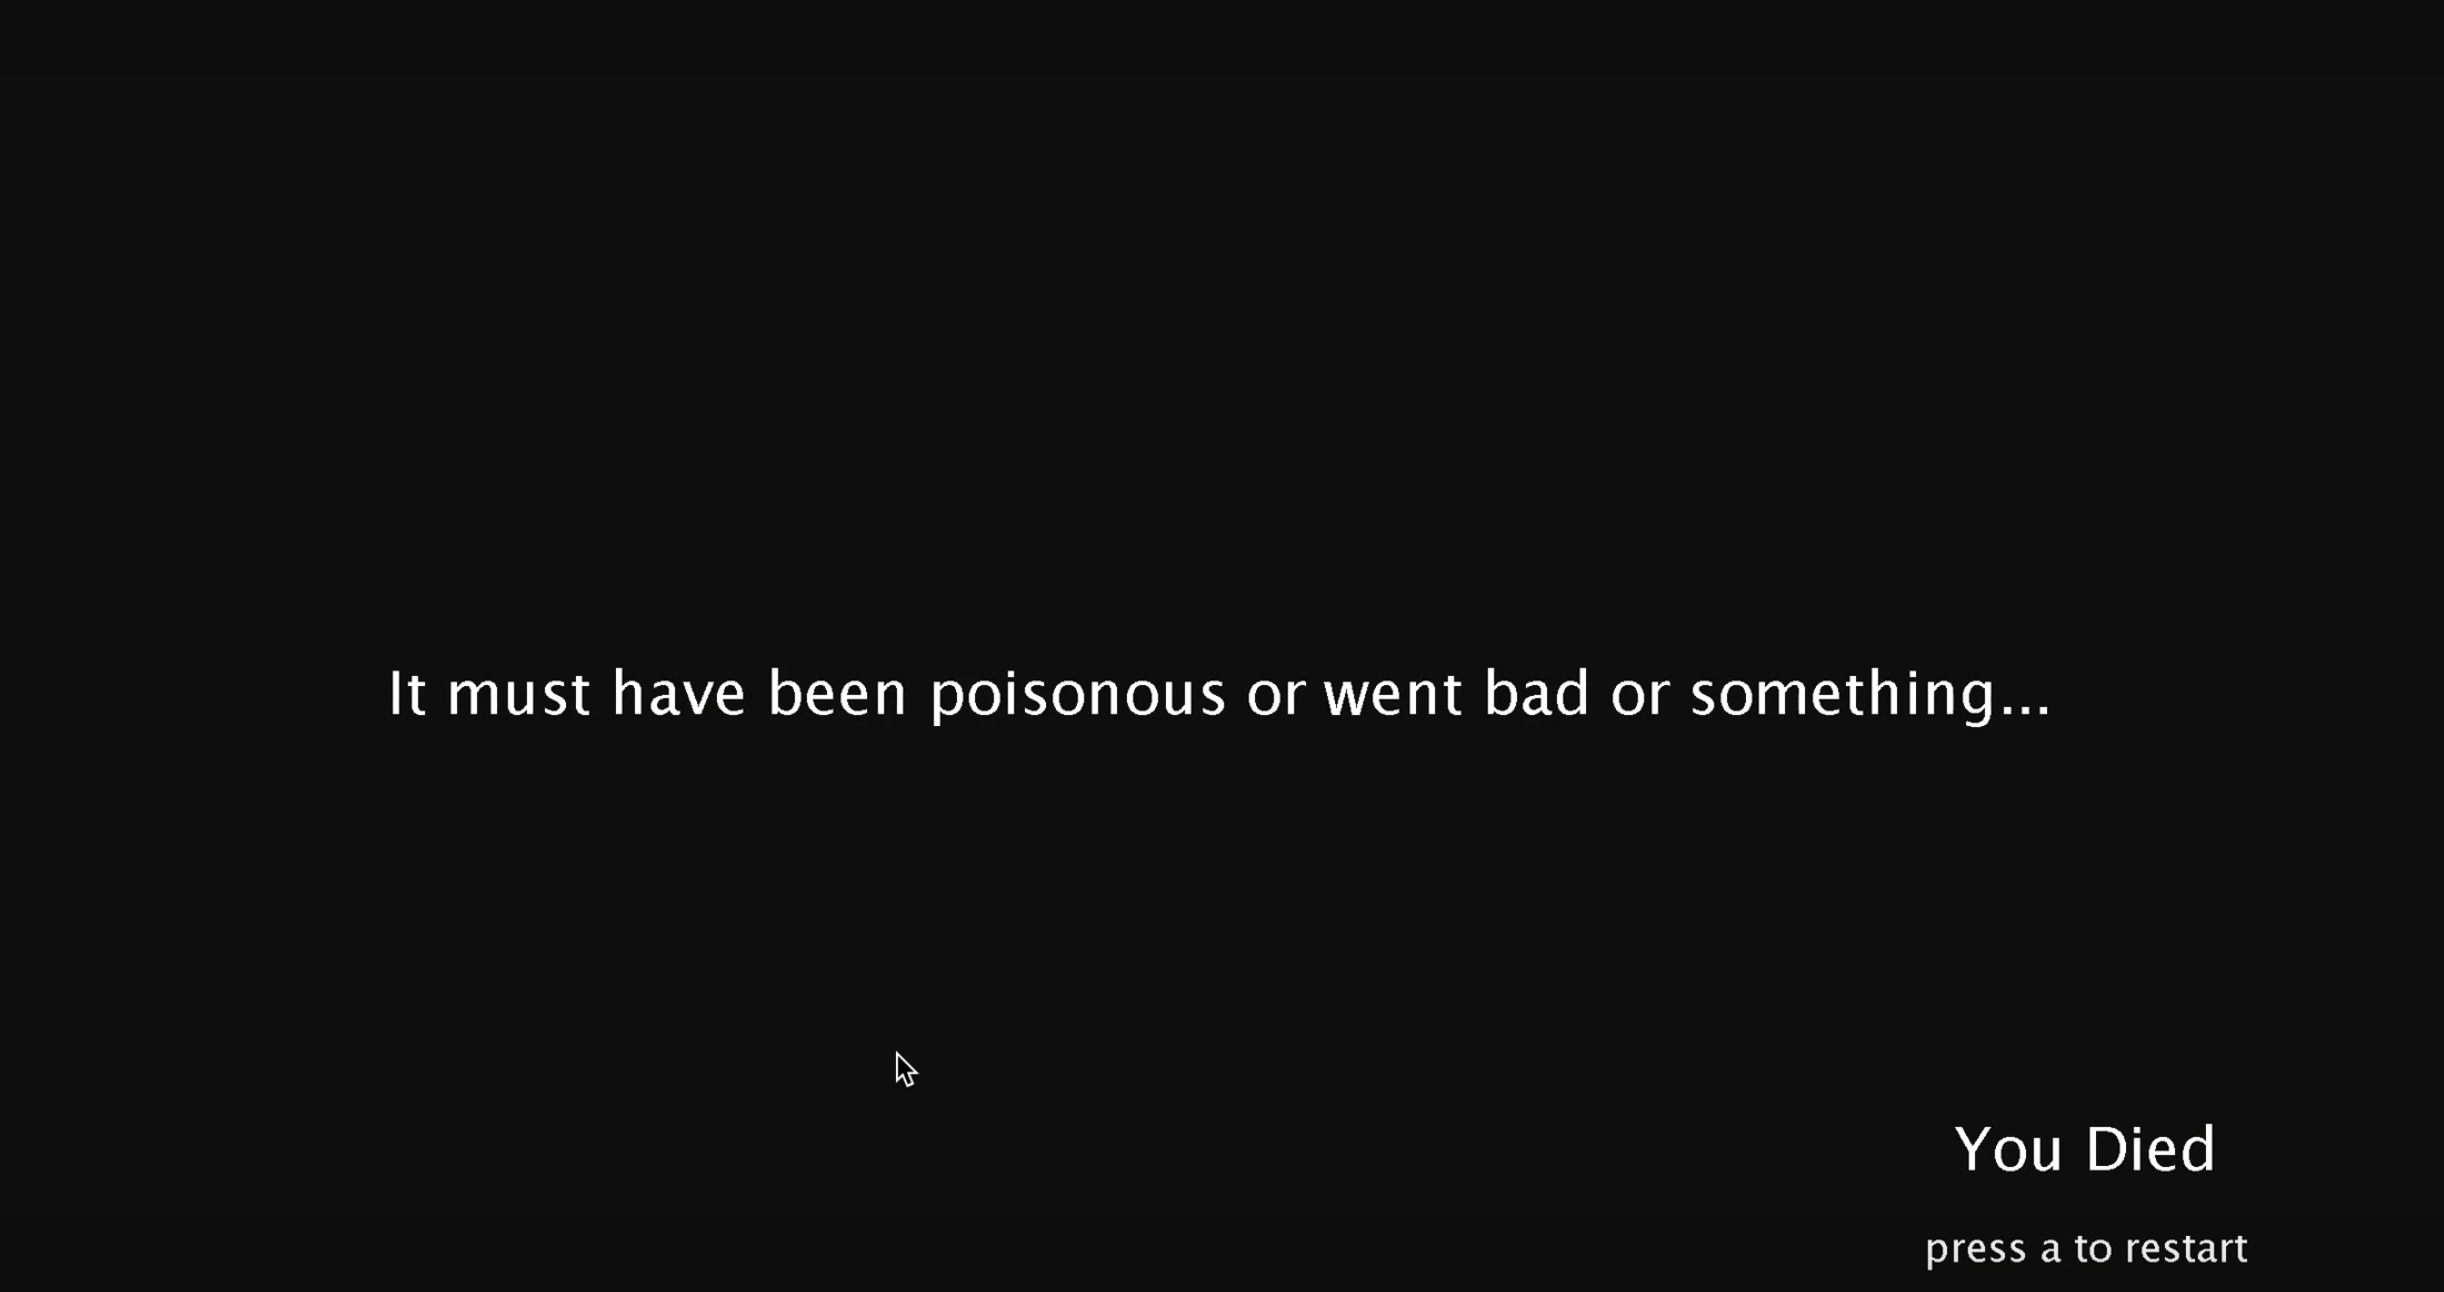 It must have been poisonous or went bad or something...
You Died
press a to restart